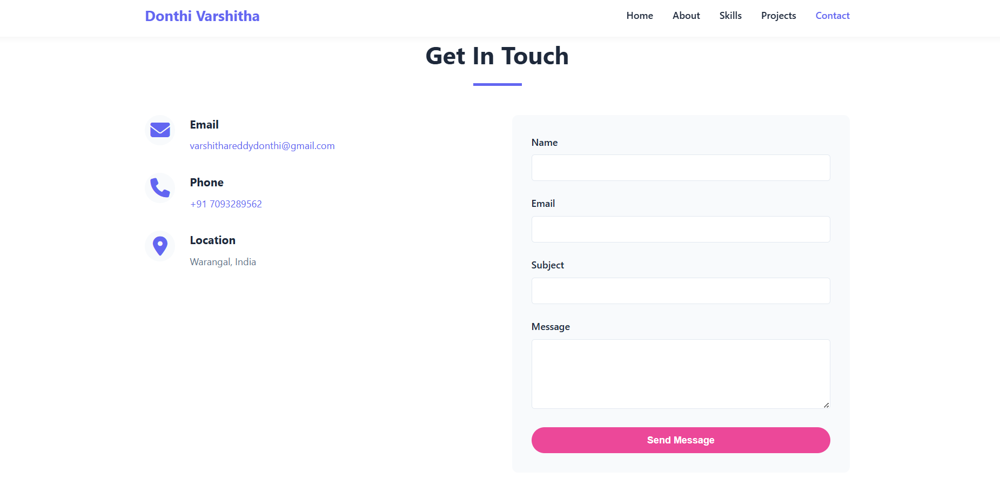 Donthi Varshitha
Home About Skills Projects Contact
Get In Touch
Email
varshithareddydonthi@gmail.com
Phone
+91 7093289562
Location
Warangal, India
Name
Email
Subject
Message
Send Message